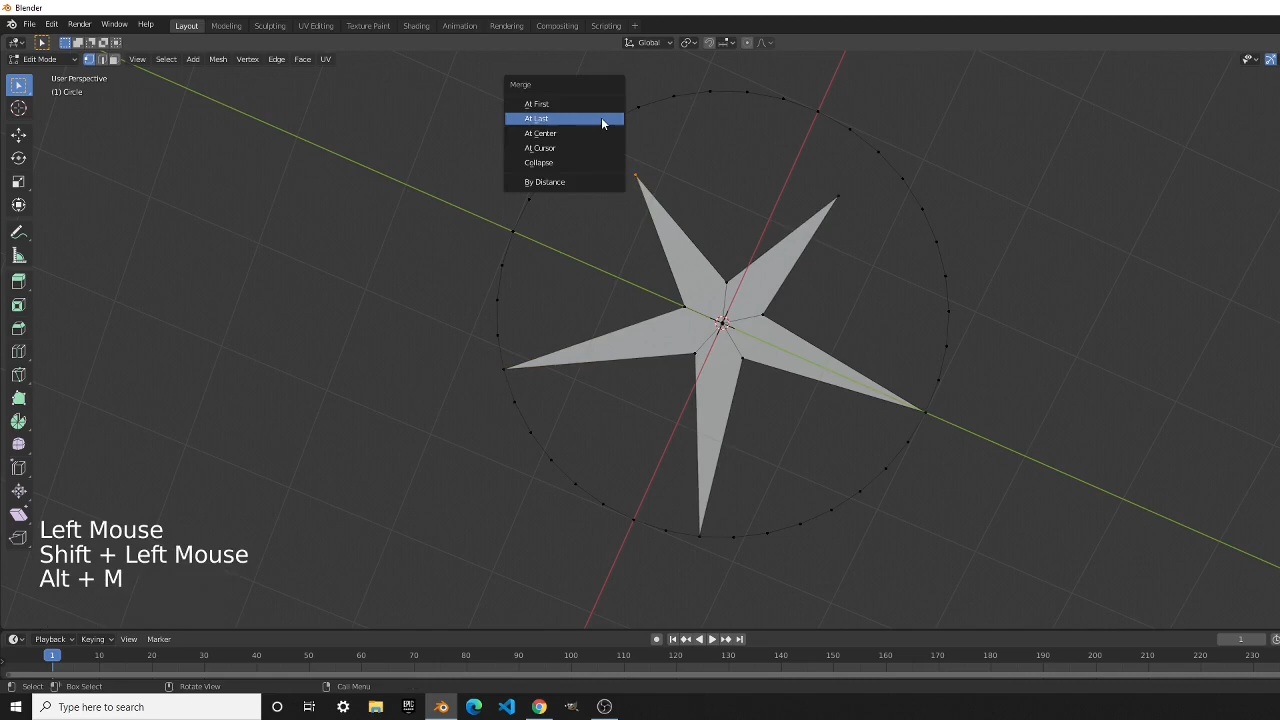 Blender
File Edit Render Window Help Layout Modeling Sculpting UV Editing Texture Paint Shading Animation Rendering Compositing Scripting +
Global
Edit Mode View Select Add Mesh Vertex Edge Face UV
User Perspective
(1) Circle
Merge
At First
At Last
At Center
At Cursor
Collapse
By Distance
Left Mouse
Shift + Left Mouse
Alt + M
Playback Keying View Marker 1
1 10 20 30 40 50 60 70 80 90 100 110 120 130 140 150 160 170 180 190 200 210 220 230
Select Box Select Rotate View Call Menu
Type here to search
EPIC